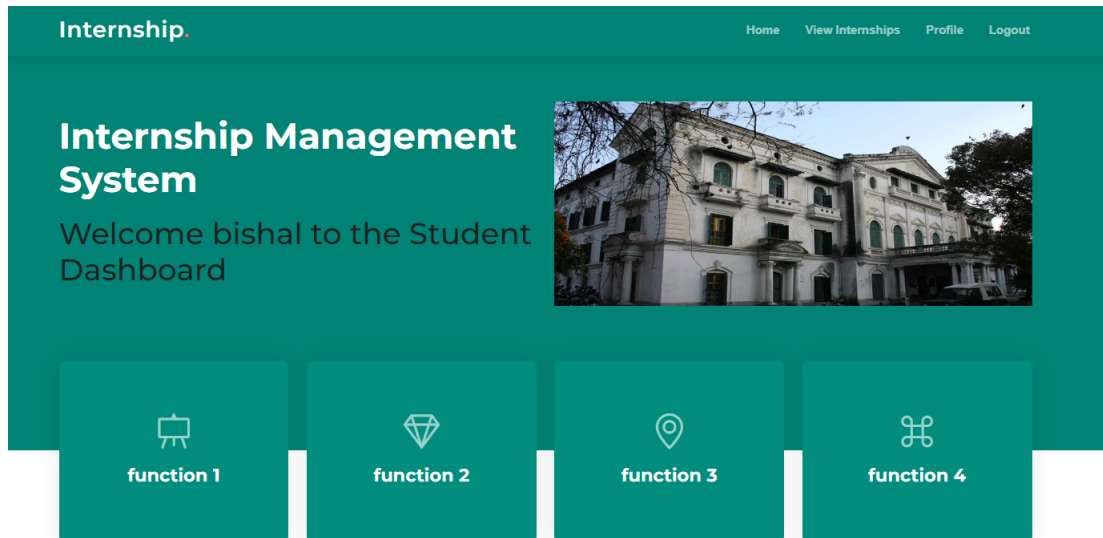 Internship.
Home View Internships Profile Logout
Internship Management
System
Welcome bishal to the Student
Dashboard
function 1 function 2 function 3 function 4